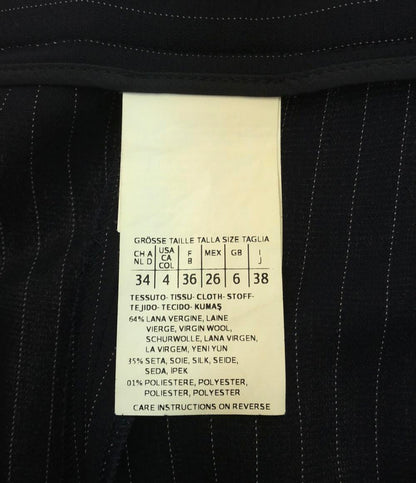 GRÖSSE TAILLE TALLA SIZE TAGLIA
CH A NL D USA CA COL F B MEX GB I J
34 4 36 26 6 38
TESSUTO- TISSU- CLOTH- STOFF-
TEJIDO- TECIDO- KUMAŞ
64% LANA VERGINE, LAINE
VIERGE, VIRGIN WOOL,
SCHURWOLLE, LANA VIRGEN,
LA VIRGEM, YENI YUN
35% SETA, SOIE, SILK, SEIDE,
SEDA, İPEK
01% POLIESTERE, POLYESTER,
POLIESTER, POLYESTER
CARE INSTRUCTIONS ON REVERSE